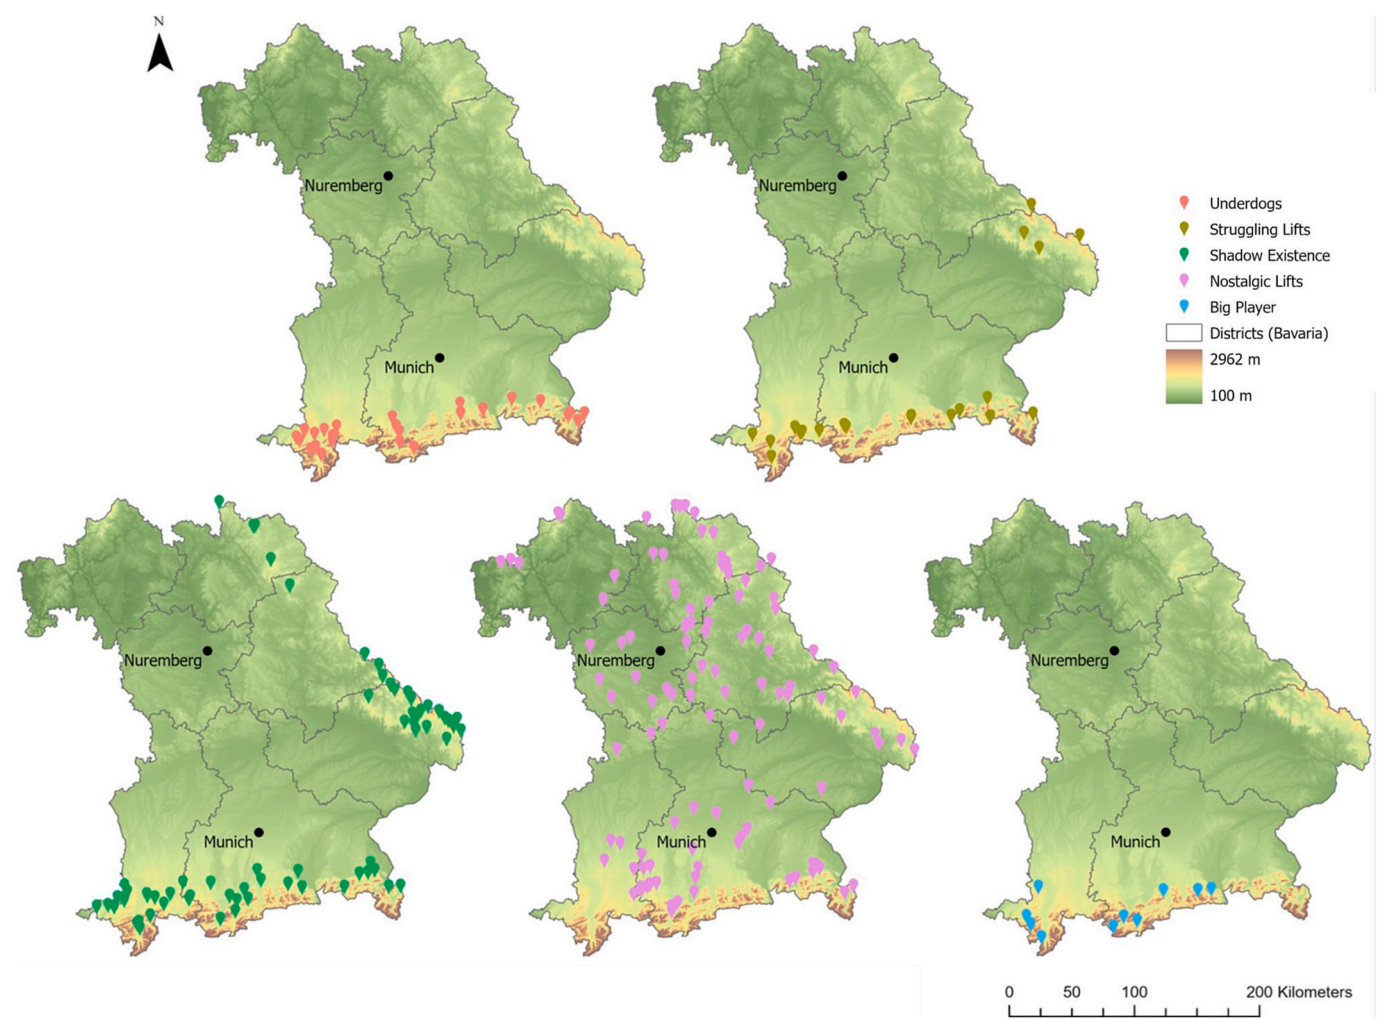 N
Nuremberg
Munich
Nuremberg
Munich
Underdogs
Struggling Lifts
Shadow Existence
Nostalgic Lifts
Big Player
Districts (Bavaria)
2962 m
100 m
Nuremberg
Munich
Nuremberg
Munich
Nuremberg
Munich
0 50 100 200 Kilometers